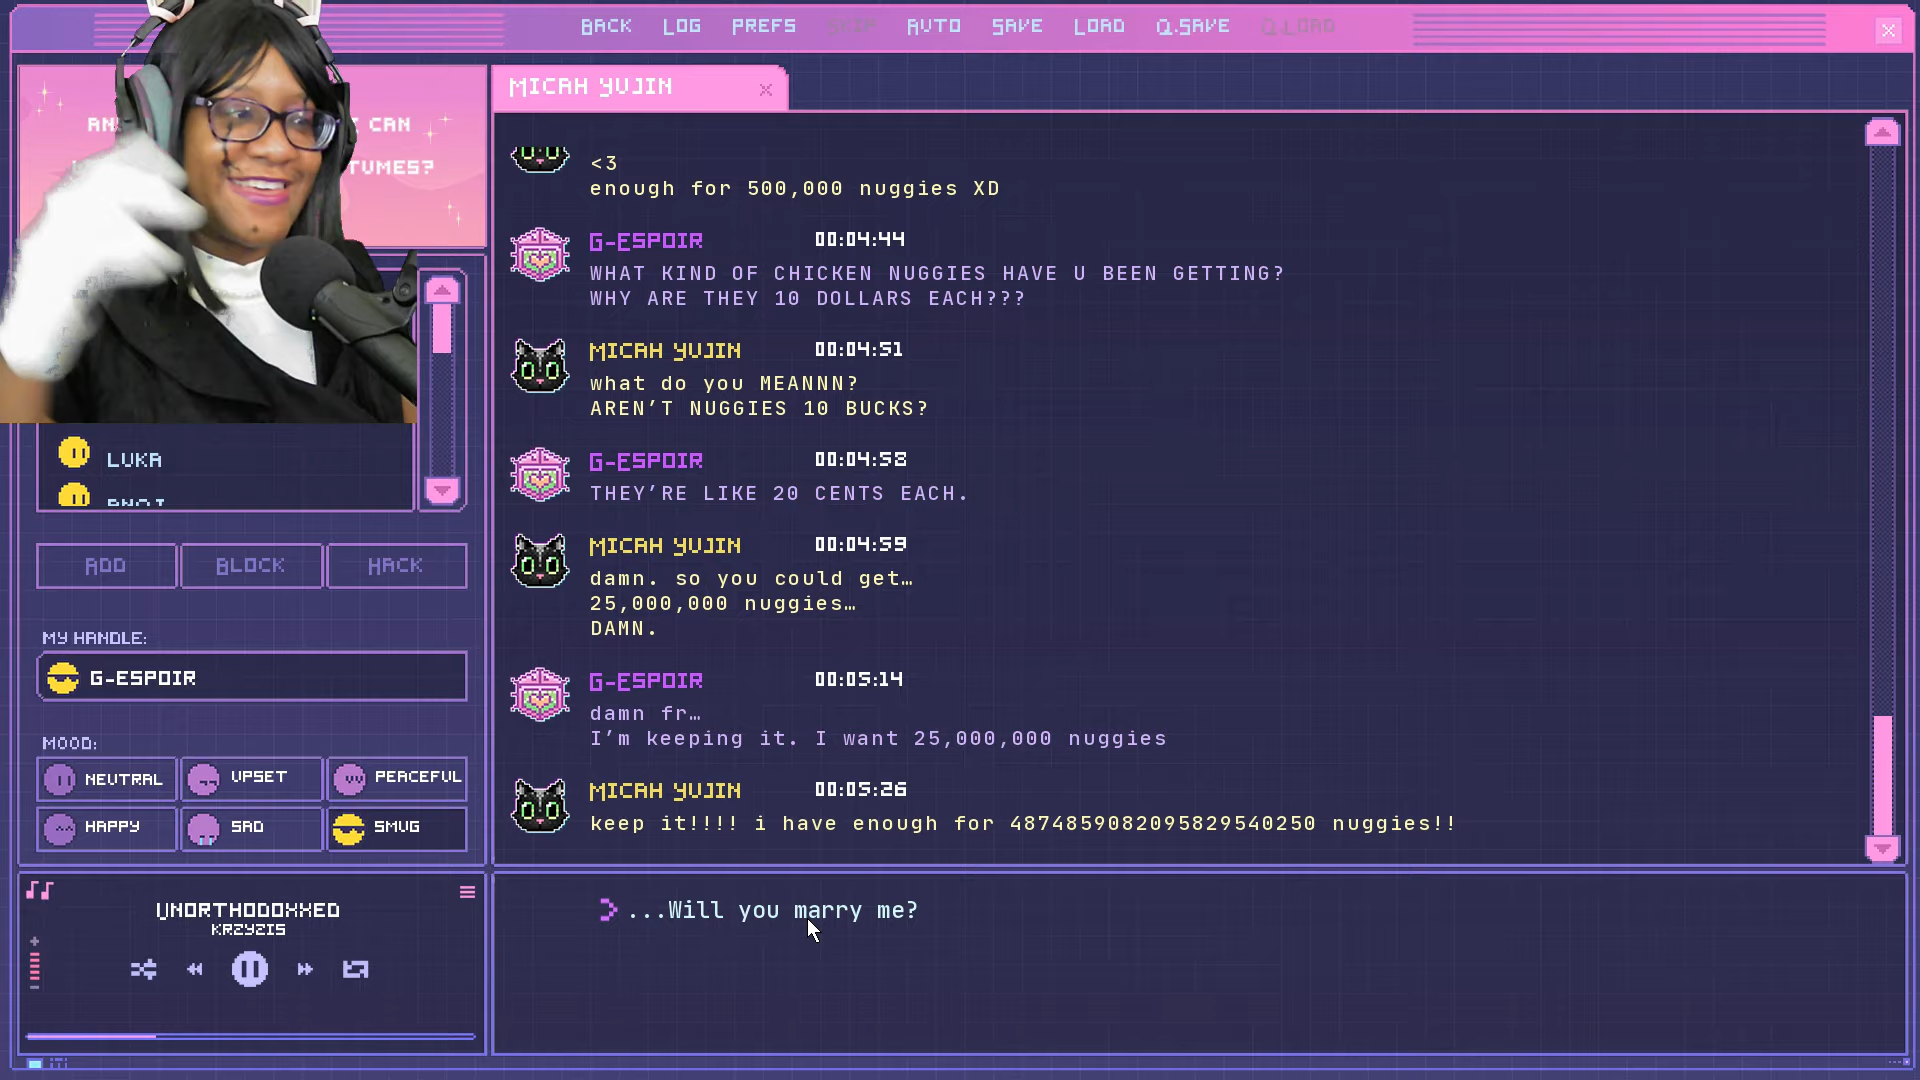 BACK LOG PREFS SKIP AUTO SAVE LOAD Q.SAVE Q.LOAD
CAN
TUMES?
MICAH YUJIN
<3
enough for 500,000 nuggies XD
G-ESPOIR 00:04:44
WHAT KIND OF CHICKEN NUGGIES HAVE U BEEN GETTING?
WHY ARE THEY 10 DOLLARS EACH???
MICAH YUJIN 00:04:51
what do you MEANNN?
AREN'T NUGGIES 10 BUCKS?
G-ESPOIR 00:04:58
THEY'RE LIKE 20 CENTS EACH.
MICAH YUJIN 00:04:59
damn. so you could get…
25,000,000 nuggies…
DAMN.
G-ESPOIR 00:05:14
damn fr…
I'm keeping it. I want 25,000,000 nuggies
MICAH YUJIN 00:05:26
keep it!!!! i have enough for 4874859082095829540250 nuggies!!
LUKA
ADD BLOCK HACK
MY HANDLE:
G-ESPOIR
MOOD:
NEUTRAL UPSET PEACEFUL
HAPPY SAD SMUG
UNORTHODOXXED
KRZYZIS
...Will you marry me?